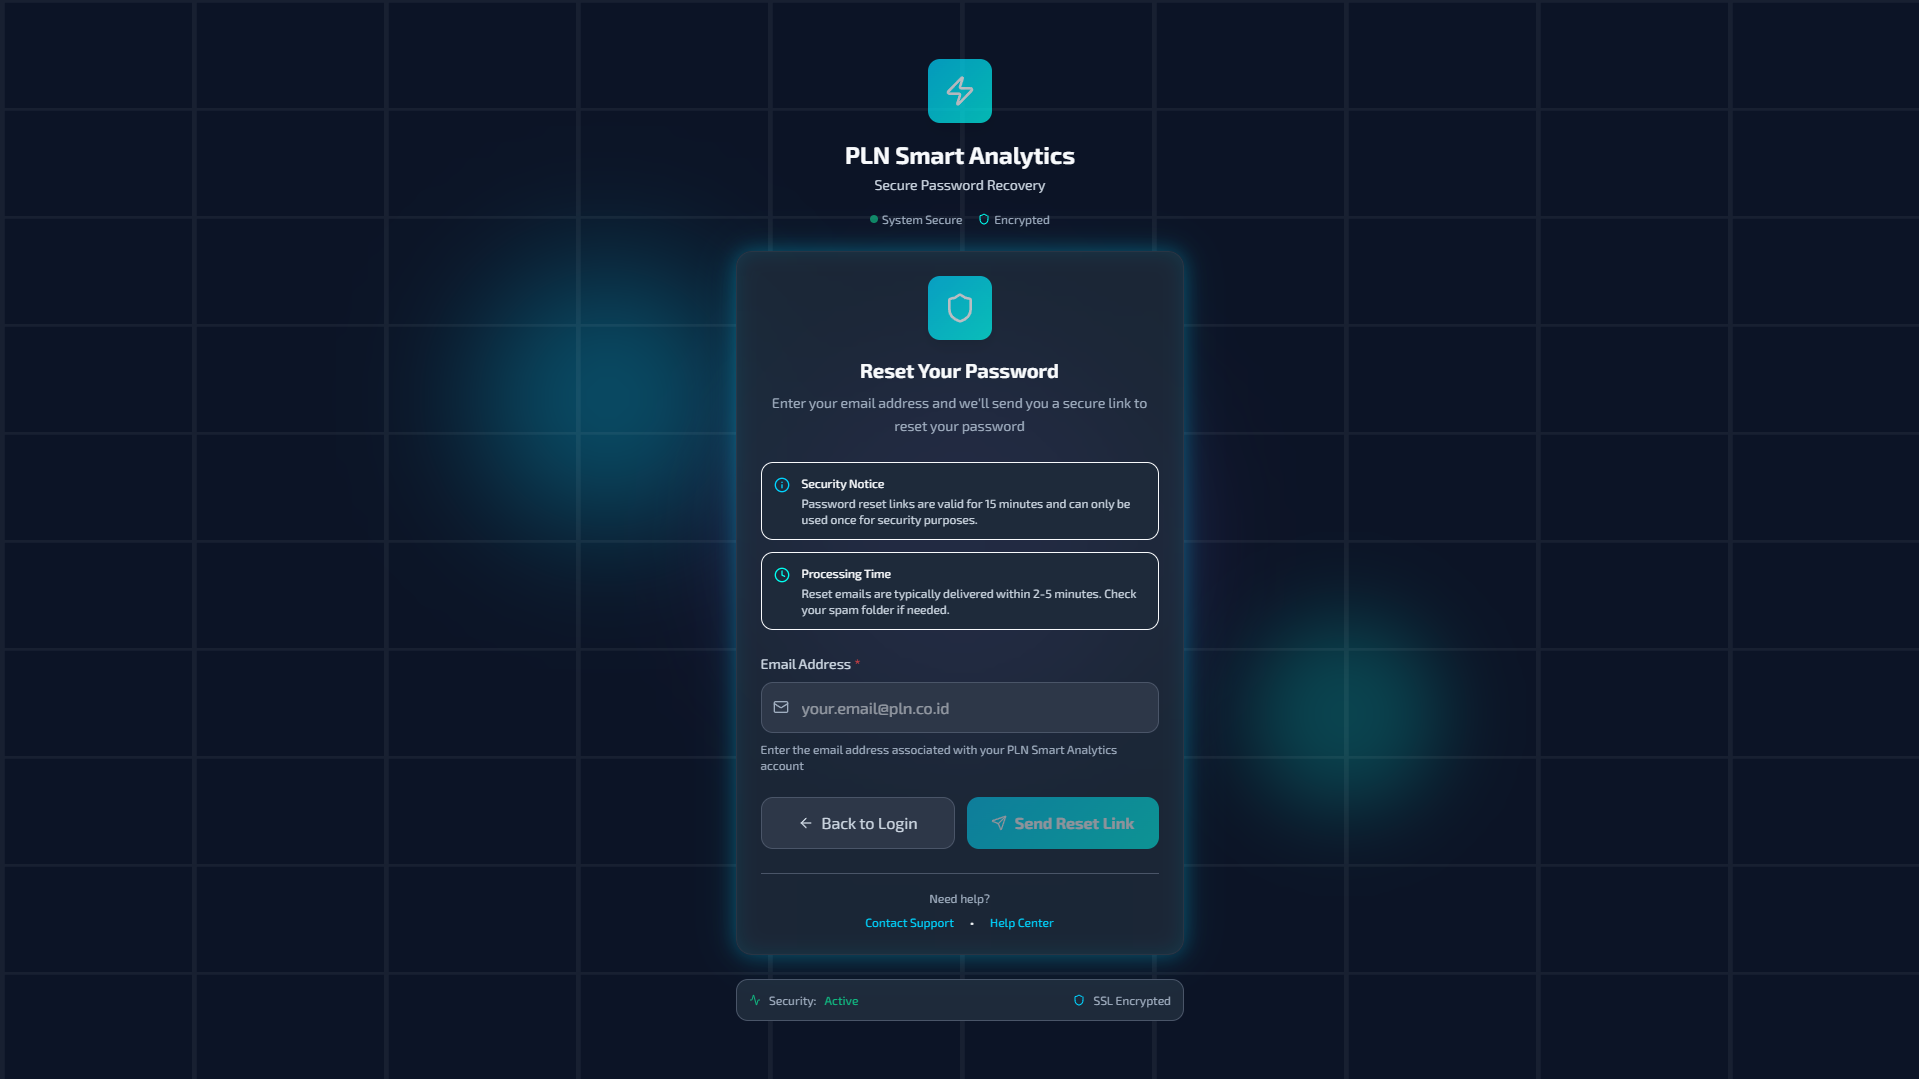 PLN Smart Analytics
Secure Password Recovery
System Secure Encrypted
Reset Your Password
Enter your email address and we'll send you a secure link to
reset your password
Security Notice
Password reset links are valid for 15 minutes and can only be
used once for security purposes.
Processing Time
Reset emails are typically delivered within 2-5 minutes. Check
your spam folder if needed.
Email Address *
your.email@pln.co.id
Enter the email address associated with your PLN Smart Analytics
account
Back to Login
Send Reset Link
Need help?
Contact Support • Help Center
Security: Active
SSL Encrypted